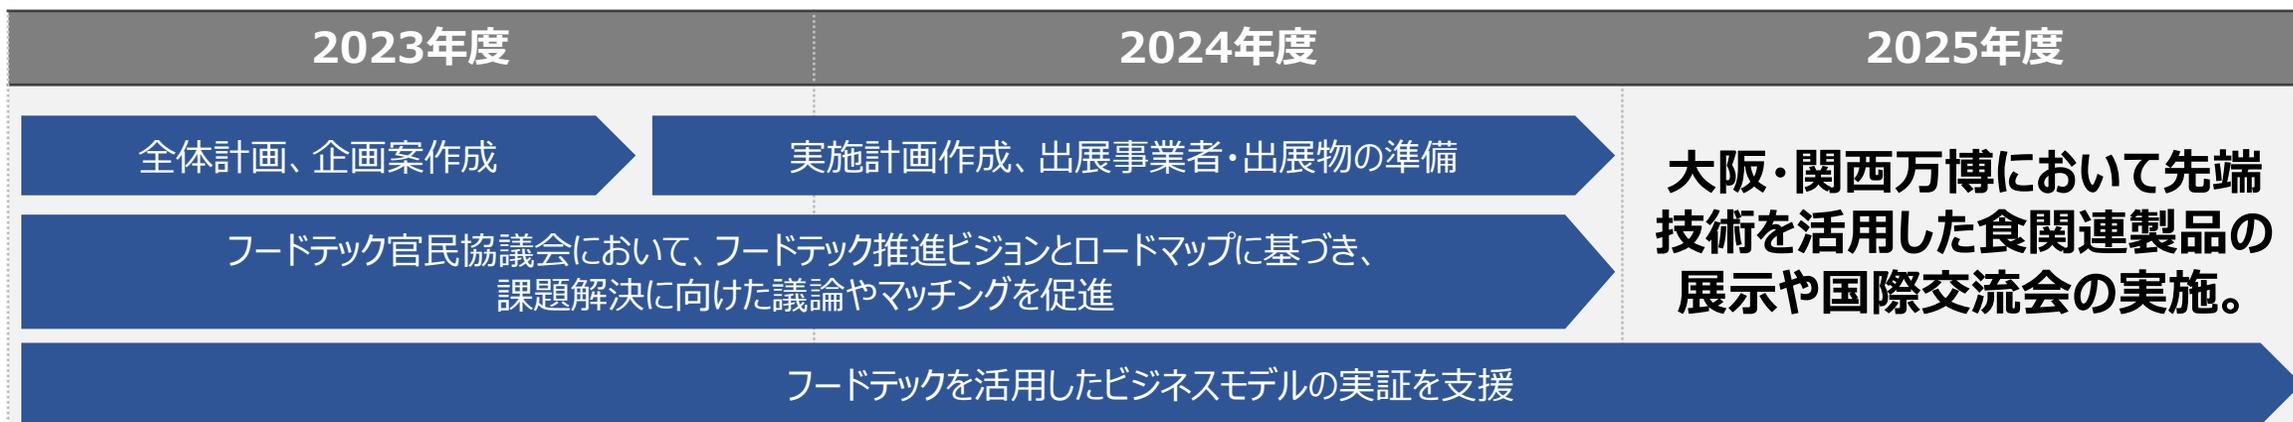 2023年度
2024年度
2025年度
全体計画、企画案作成
実施計画作成、出展事業者・出展物の準備
フードテック官民協議会において、フードテック推進ビジョンとロードマップに基づき、
課題解決に向けた議論やマッチングを促進
大阪・関西万博において先端
技術を活用した食関連製品の
展示や国際交流会の実施。
フードテックを活用したビジネスモデルの実証を支援